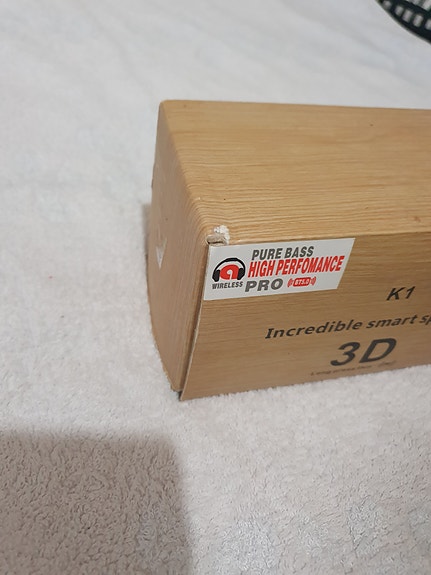 PURE BASS
HIGH PERFOMANCE
WIRELESS PRO BT5.0
K1
Incredible smart sp
3D